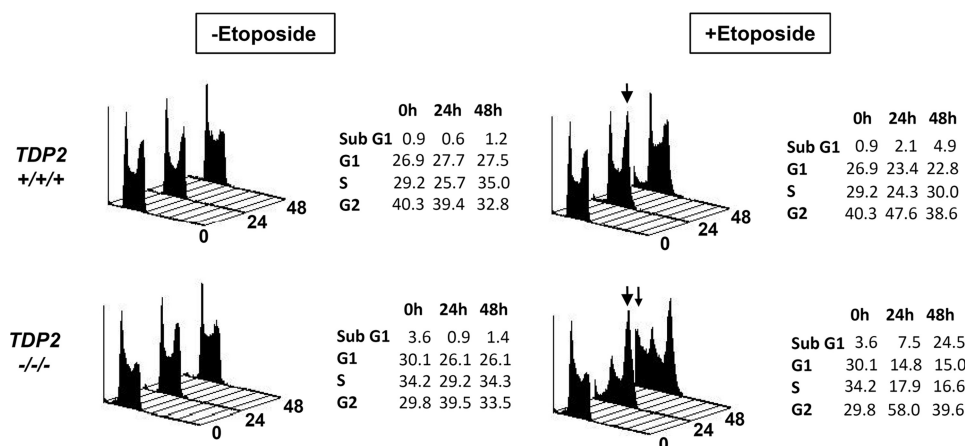 -Etoposide
+Etoposide
TDP2
+/+/+
0
24
48
0h 24h 48h
Sub G1 0.9 0.6 1.2
G1 26.9 27.7 27.5
S 29.2 25.7 35.0
G2 40.3 39.4 32.8
0
24
48
0h 24h 48h
Sub G1 0.9 2.1 4.9
G1 26.9 23.4 22.8
S 29.2 24.3 30.0
G2 40.3 47.6 38.6
TDP2
-/-/-
0
24
48
0h 24h 48h
Sub G1 3.6 0.9 1.4
G1 30.1 26.1 26.1
S 34.2 29.2 34.3
G2 29.8 39.5 33.5
0
24
48
0h 24h 48h
Sub G1 3.6 7.5 24.5
G1 30.1 14.8 15.0
S 34.2 17.9 16.6
G2 29.8 58.0 39.6